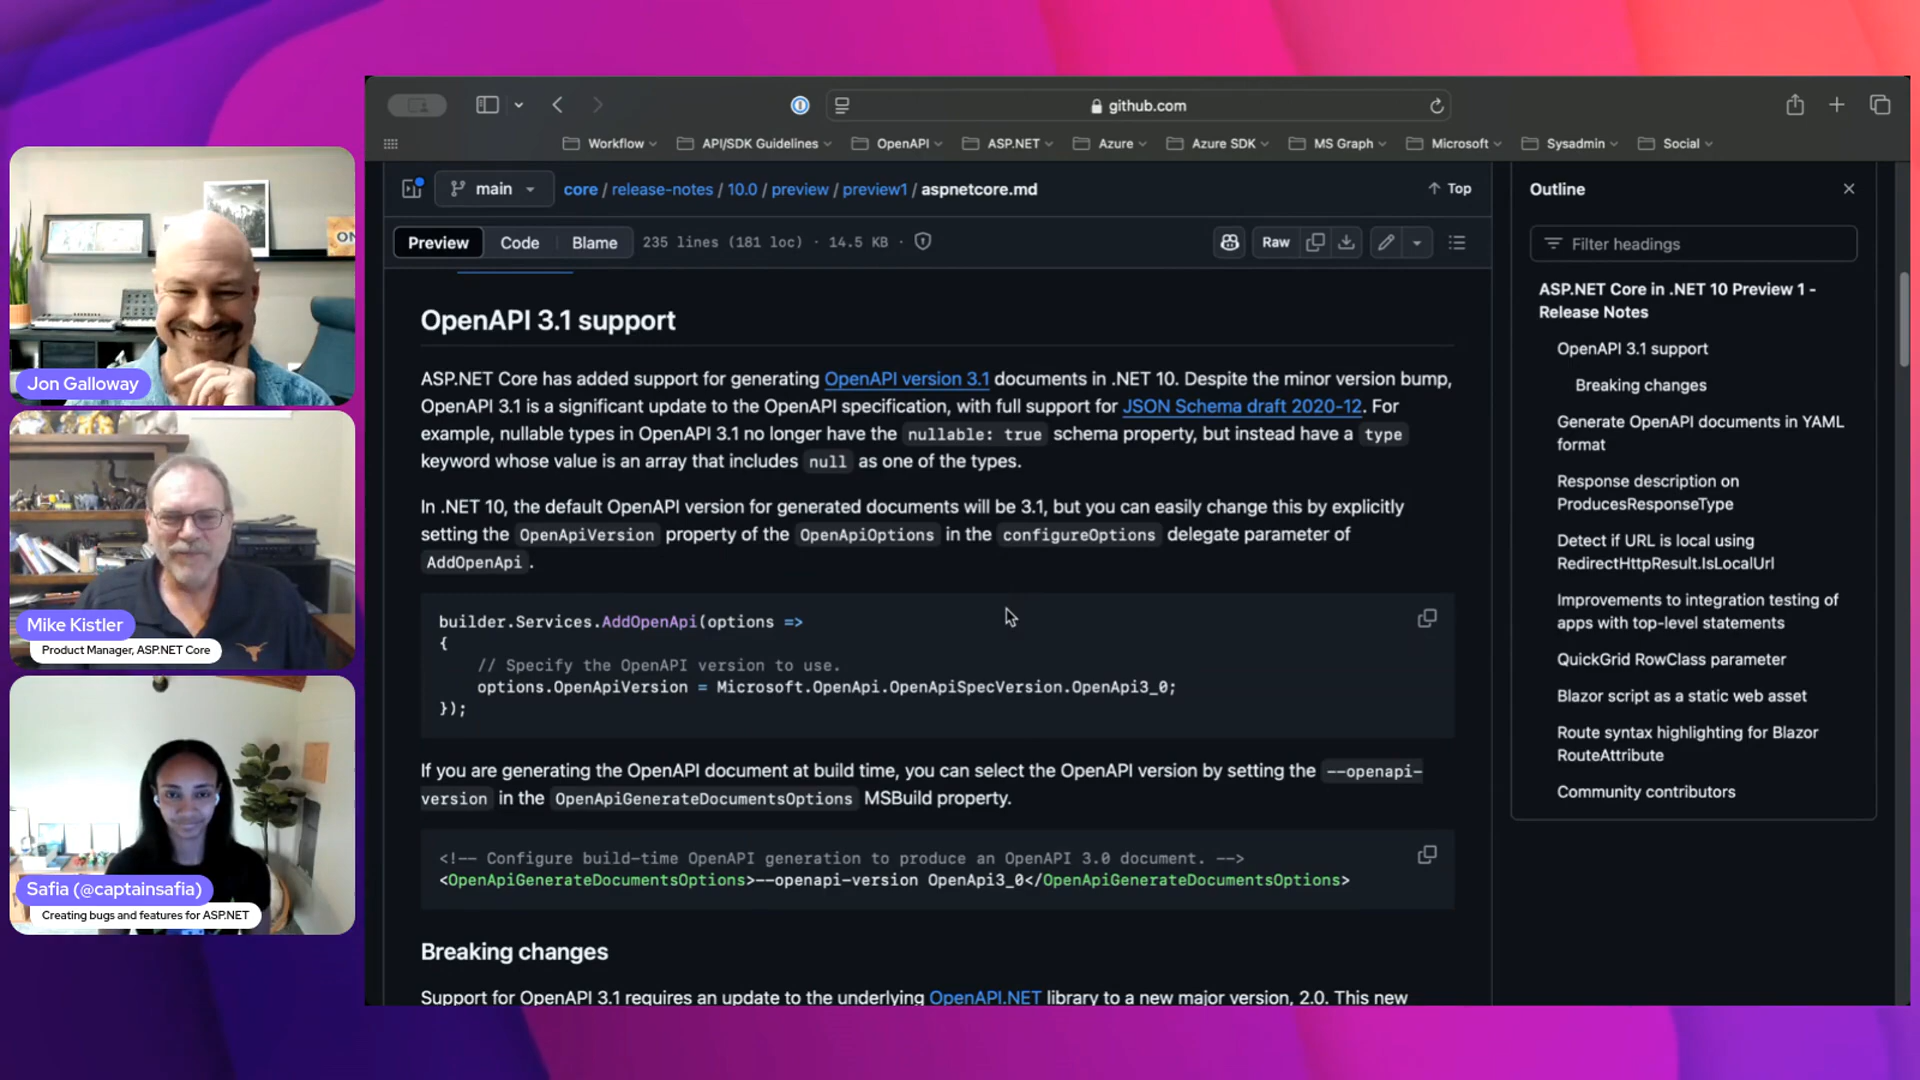 github.com
Workflow
API/SDK Guidelines
OpenAPI
ASP.NET
Azure
Azure SDK
MS Graph
Microsoft
Sysadmin
Social
main
core / release-notes / 10.0 / preview / preview1 / aspnetcore.md
Top
Preview
Code
Blame
235 lines (181 loc) · 14.5 KB
Raw
OpenAPI 3.1 support
ASP.NET Core has added support for generating OpenAPI version 3.1 documents in .NET 10. Despite the minor version bump,
OpenAPI 3.1 is a significant update to the OpenAPI specification, with full support for JSON Schema draft 2020-12. For
example, nullable types in OpenAPI 3.1 no longer have the nullable: true schema property, but instead have a type
keyword whose value is an array that includes null as one of the types.
In .NET 10, the default OpenAPI version for generated documents will be 3.1, but you can easily change this by explicitly
setting the OpenApiVersion property of the OpenApiOptions in the configureOptions delegate parameter of
AddOpenApi.
builder.Services.AddOpenApi(options =>
{
    // Specify the OpenAPI version to use.
    options.OpenApiVersion = Microsoft.OpenApi.OpenApiSpecVersion.OpenApi3_0;
});
If you are generating the OpenAPI document at build time, you can select the OpenAPI version by setting the --openapi-
version in the OpenApiGenerateDocumentsOptions MSBuild property.
<!-- Configure build-time OpenAPI generation to produce an OpenAPI 3.0 document. -->
<OpenApiGenerateDocumentsOptions>--openapi-version OpenApi3_0</OpenApiGenerateDocumentsOptions>
Breaking changes
Support for OpenAPI 3.1 requires an update to the underlying OpenAPI.NET library to a new major version, 2.0. This new
Outline
Filter headings
ASP.NET Core in .NET 10 Preview 1 -
Release Notes
OpenAPI 3.1 support
Breaking changes
Generate OpenAPI documents in YAML
format
Response description on
ProducesResponseType
Detect if URL is local using
RedirectHttpResult.IsLocalUrl
Improvements to integration testing of
apps with top-level statements
QuickGrid RowClass parameter
Blazor script as a static web asset
Route syntax highlighting for Blazor
RouteAttribute
Community contributors
ON
Jon Galloway
Mike Kistler
Product Manager, ASP.NET Core
Safia (@captainsafia)
Creating bugs and features for ASP.NET